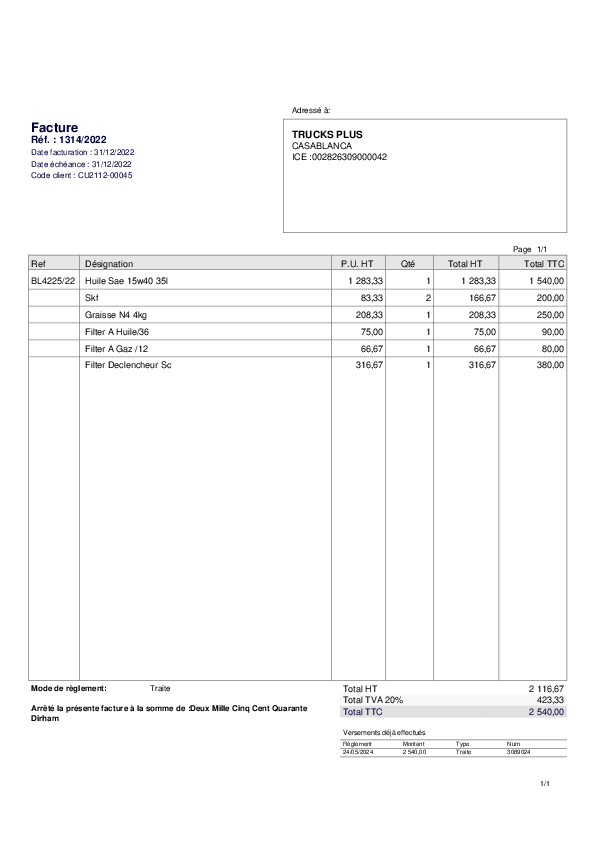 Adressé à:
Facture
Réf. : 1314/2022
Date facturation : 31/12/2022
Date échéance : 31/12/2022
Code client : CU2112-00045
TRUCKS PLUS
CASABLANCA
ICE :002826309000042
Page 1/1
Ref Désignation P.U. HT Qté Total HT Total TTC
BL4225/22 Huile Sae 15w40 35l 1 283,33 1 1 283,33 1 540,00
Skf 83,33 2 166,67 200,00
Graisse N4 4kg 208,33 1 208,33 250,00
Filter A Huile/36 75,00 1 75,00 90,00
Filter A Gaz /12 66,67 1 66,67 80,00
Filter Declencheur Sc 316,67 1 316,67 380,00
Mode de règlement: Traite
Total HT 2 116,67
Total TVA 20% 423,33
Total TTC 2 540,00
Arrêté la présente facture à la somme de :Deux Mille Cinq Cent Quarante
Dirham
Versements déjà effectués
Règlement Montant Type Num
24/05/2024 2 540,00 Traite 3089024
1/1